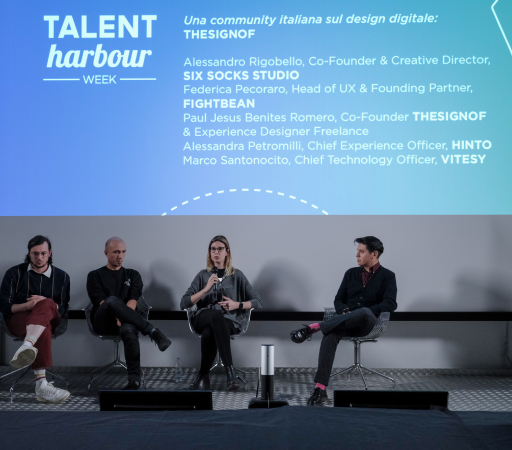 TALENT
harbour
WEEK
Una community italiana sul design digitale:
THESIGNOF
Alessandro Rigobello, Co-Founder & Creative Director,
SIX SOCKS STUDIO
Federica Pecoraro, Head of UX & Founding Partner,
FIGHTBEAN
Paul Jesus Benites Romero, Co-Founder THESIGNOF
& Experience Designer Freelance
Alessandra Petromilli, Chief Experience Officer, HINTO
Marco Santonocito, Chief Technology Officer, VITESY